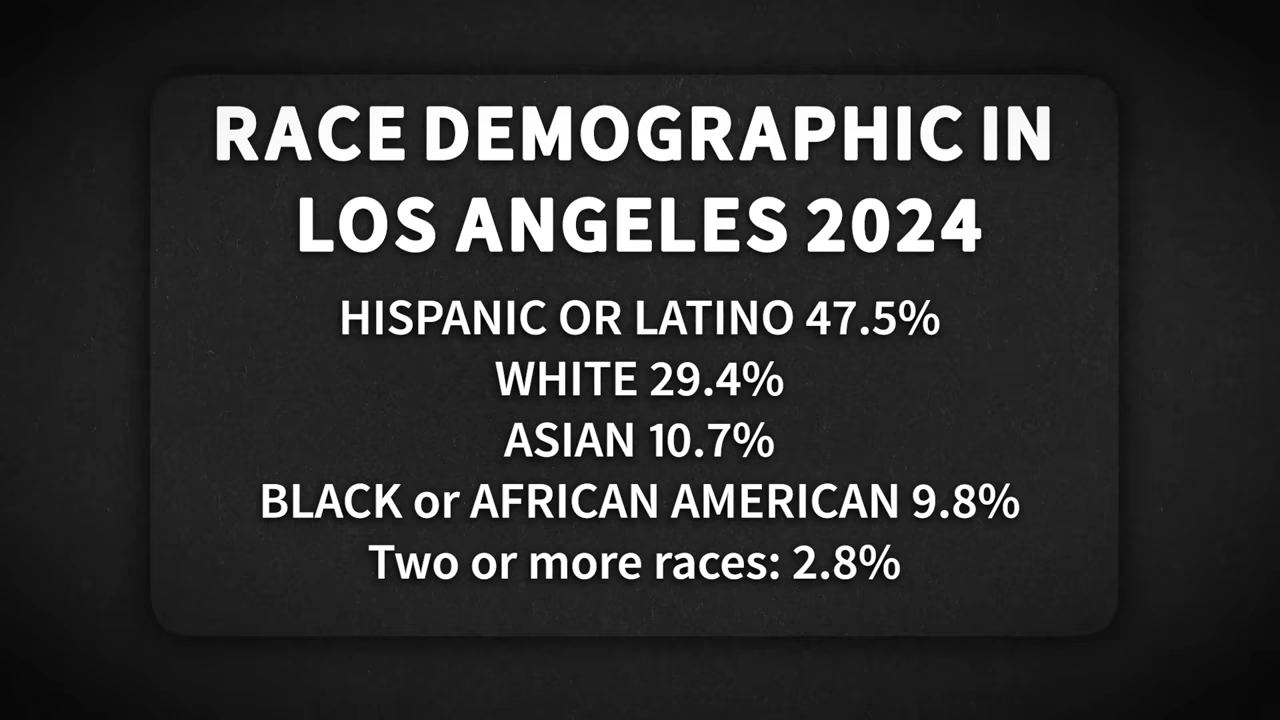 RACE DEMOGRAPHIC IN
LOS ANGELES 2024
HISPANIC OR LATINO 47.5%
WHITE 29.4%
ASIAN 10.7%
BLACK or AFRICAN AMERICAN 9.8%
Two or more races: 2.8%